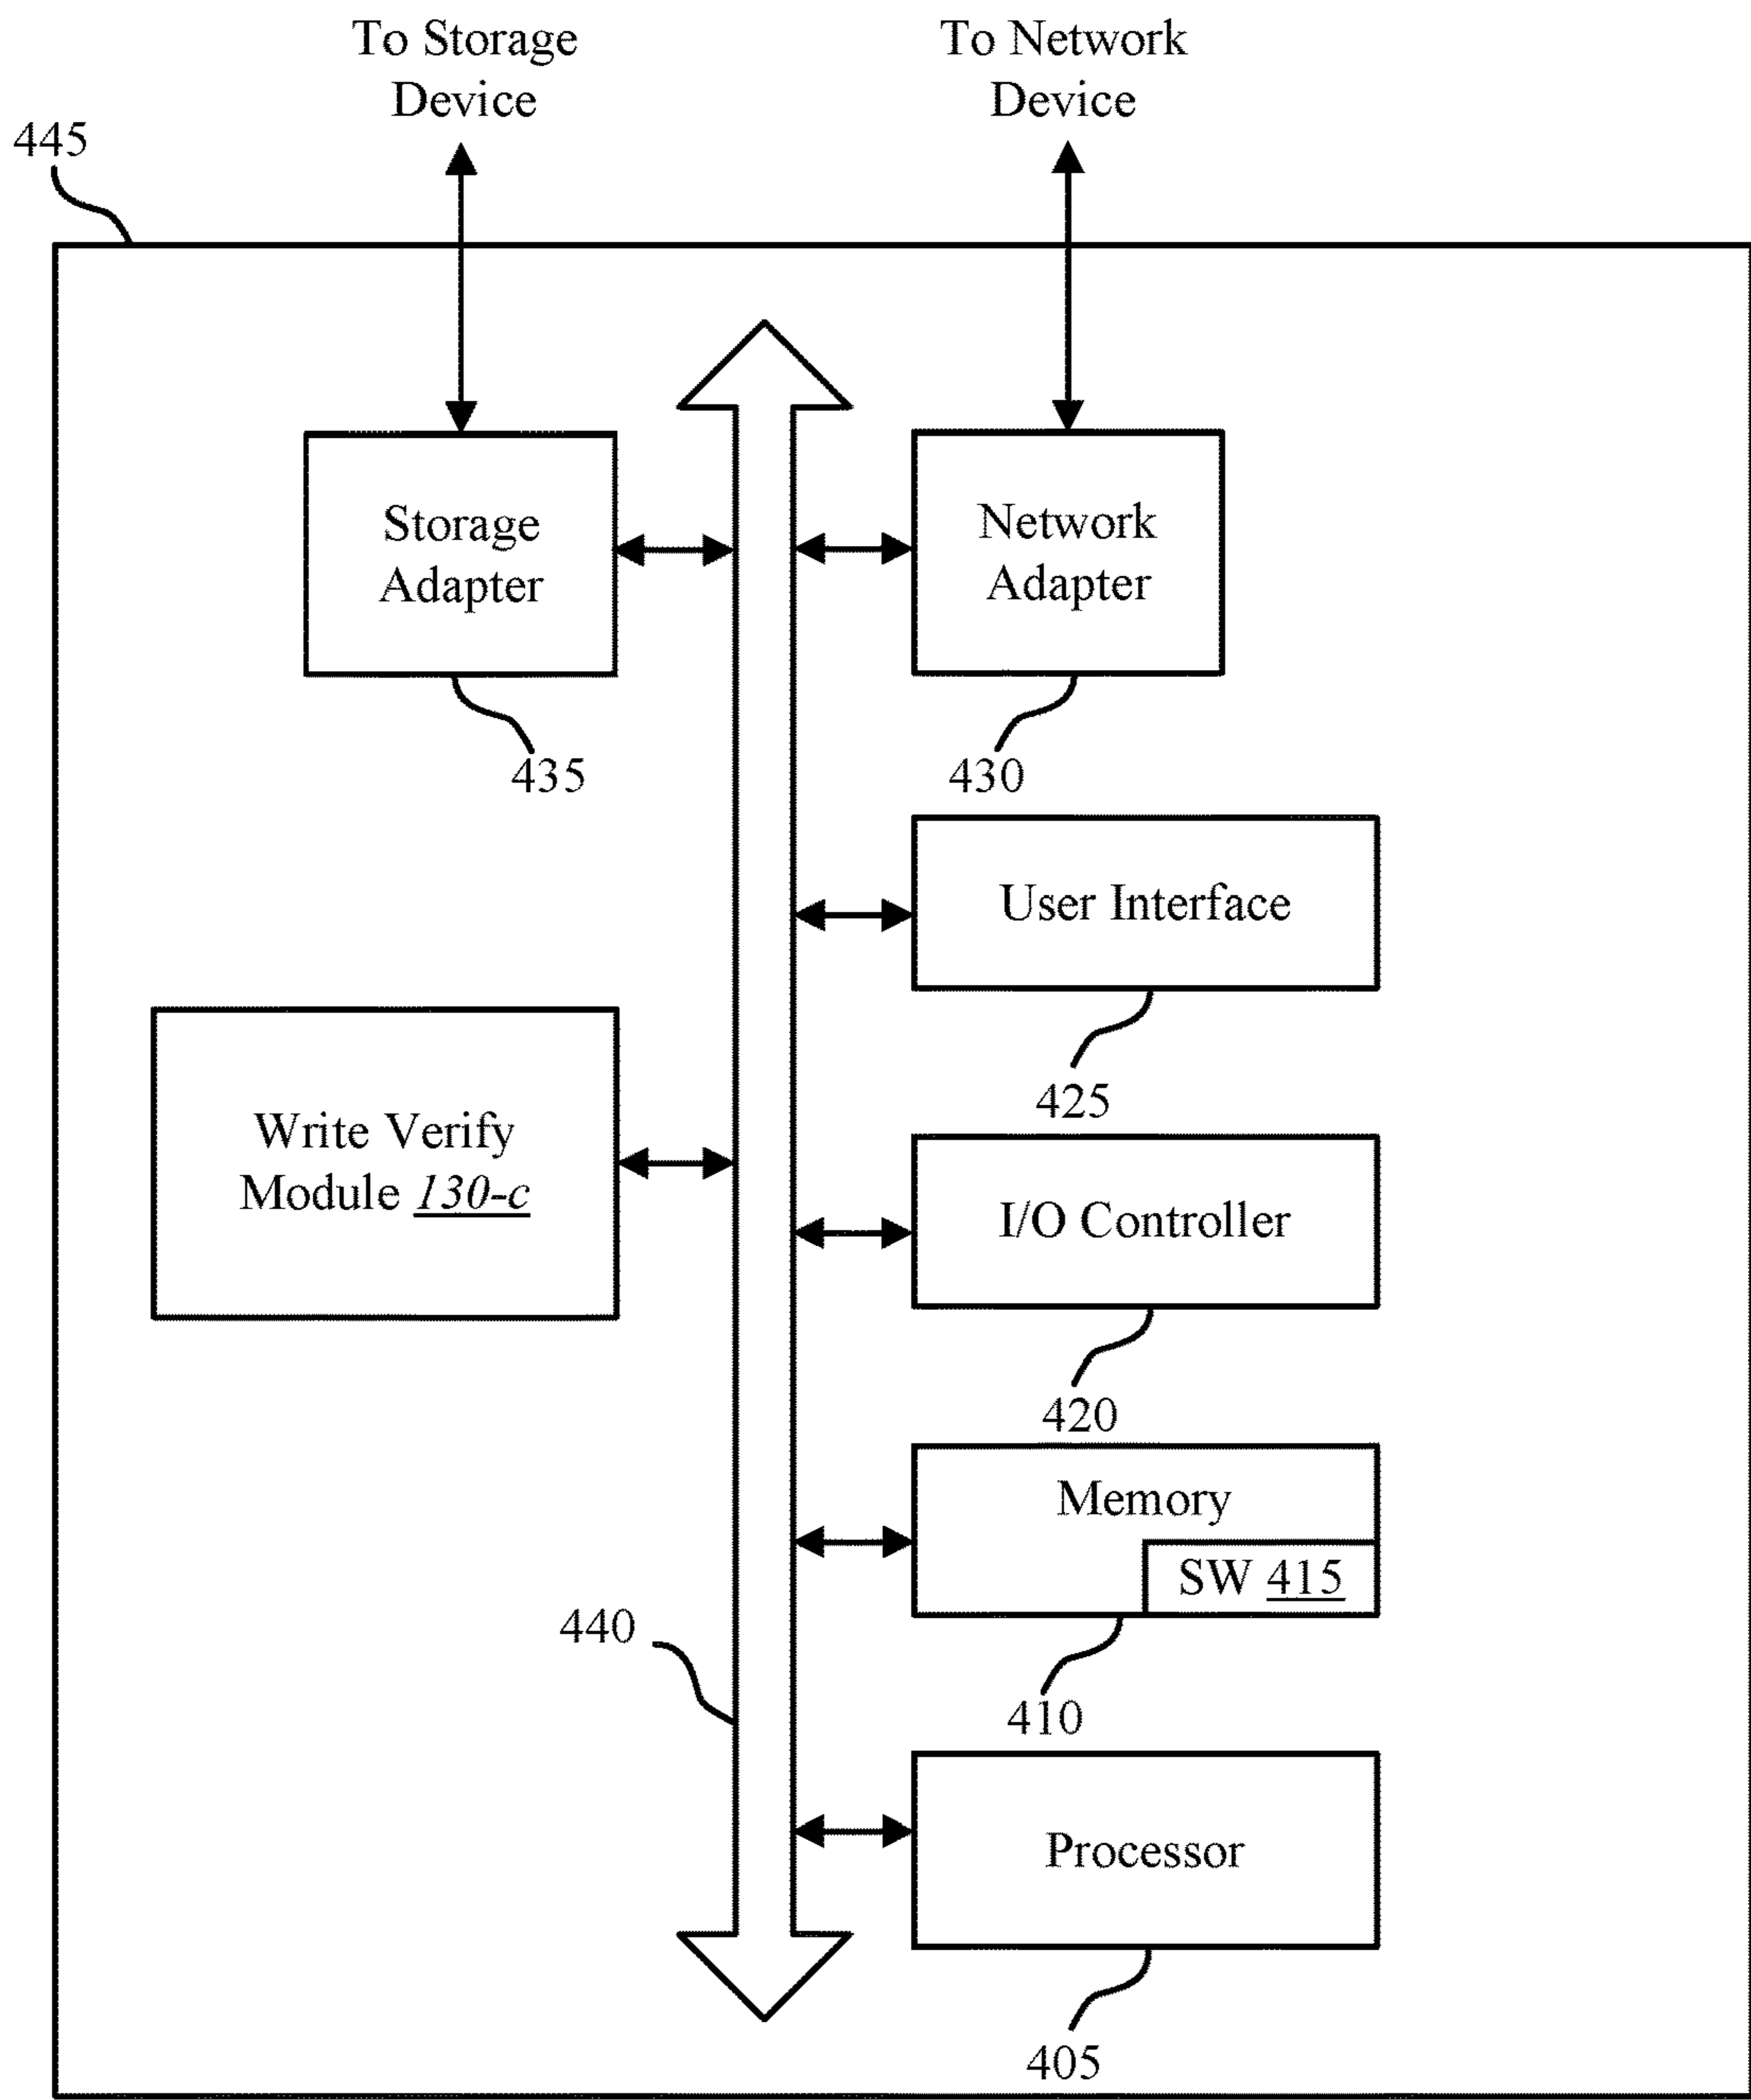 To Storage
Device
To Network
Device
445
Storage
Adapter
Network
Adapter
435
430
User Interface
425
Write Verify
Module 130-c
I/O Controller
420
Memory
SW 415
440
410
Processor
405